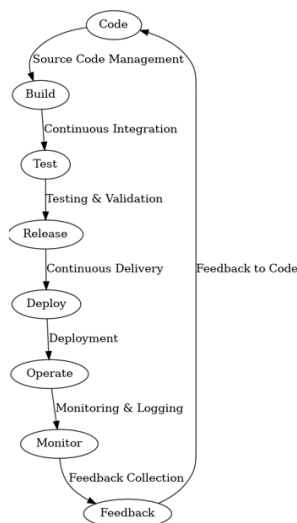 Code
Source Code Management
Build
Continuous Integration
Test
Testing & Validation
Release
Continuous Delivery
Feedback to Code
Deploy
Deployment
Operate
Monitoring & Logging
Monitor
Feedback Collection
Feedback